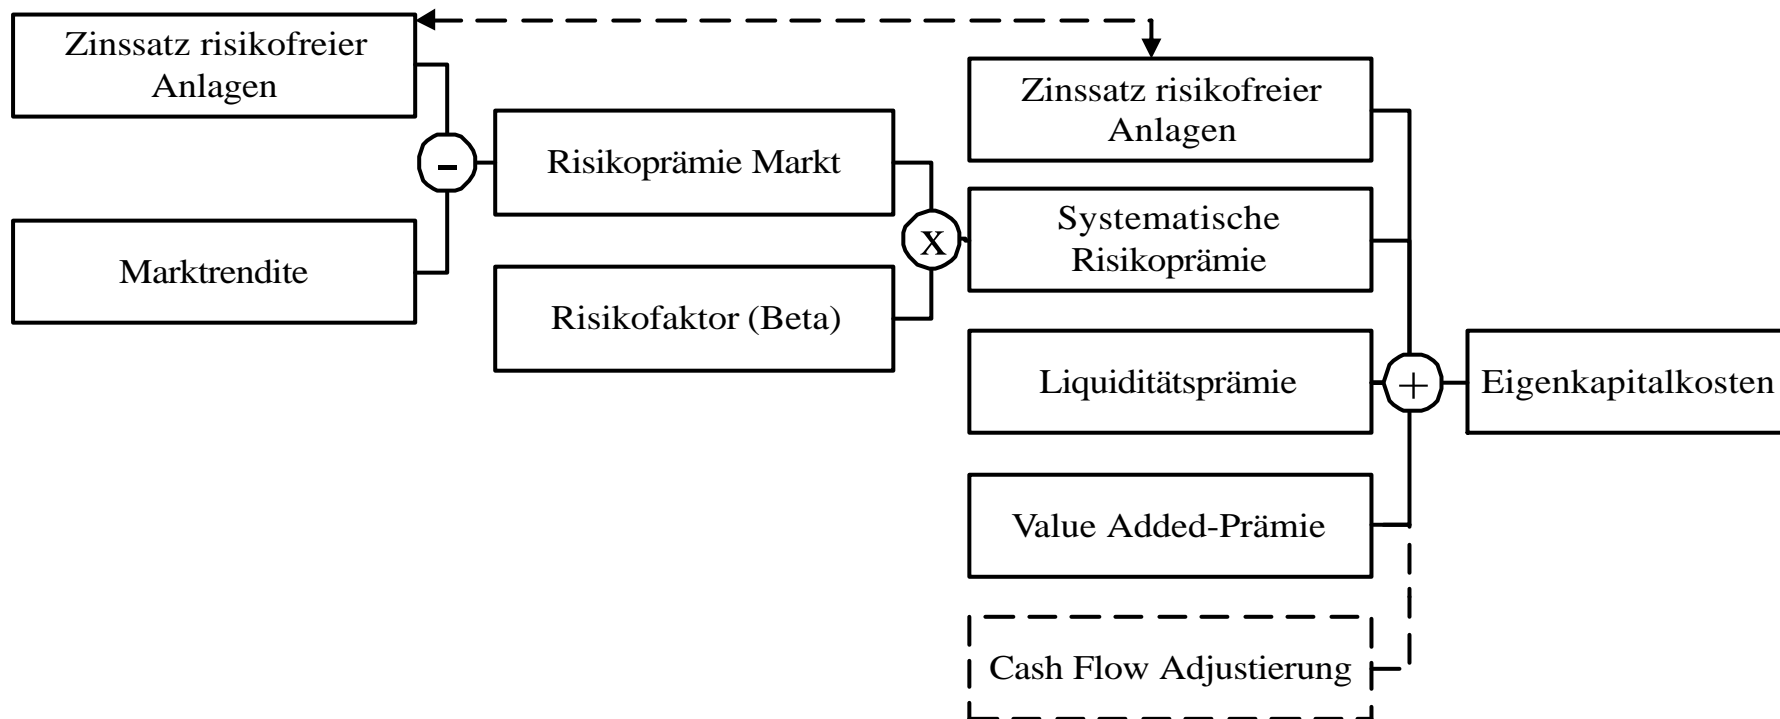 Zinssatz risikofreier
Anlagen
-
Marktrendite
Risikoprämie Markt
x
Risikofaktor (Beta)
Zinssatz risikofreier
Anlagen
Systematische
Risikoprämie
Liquiditätsprämie
+
Value Added-Prämie
Cash Flow Adjustierung
Eigenkapitalkosten